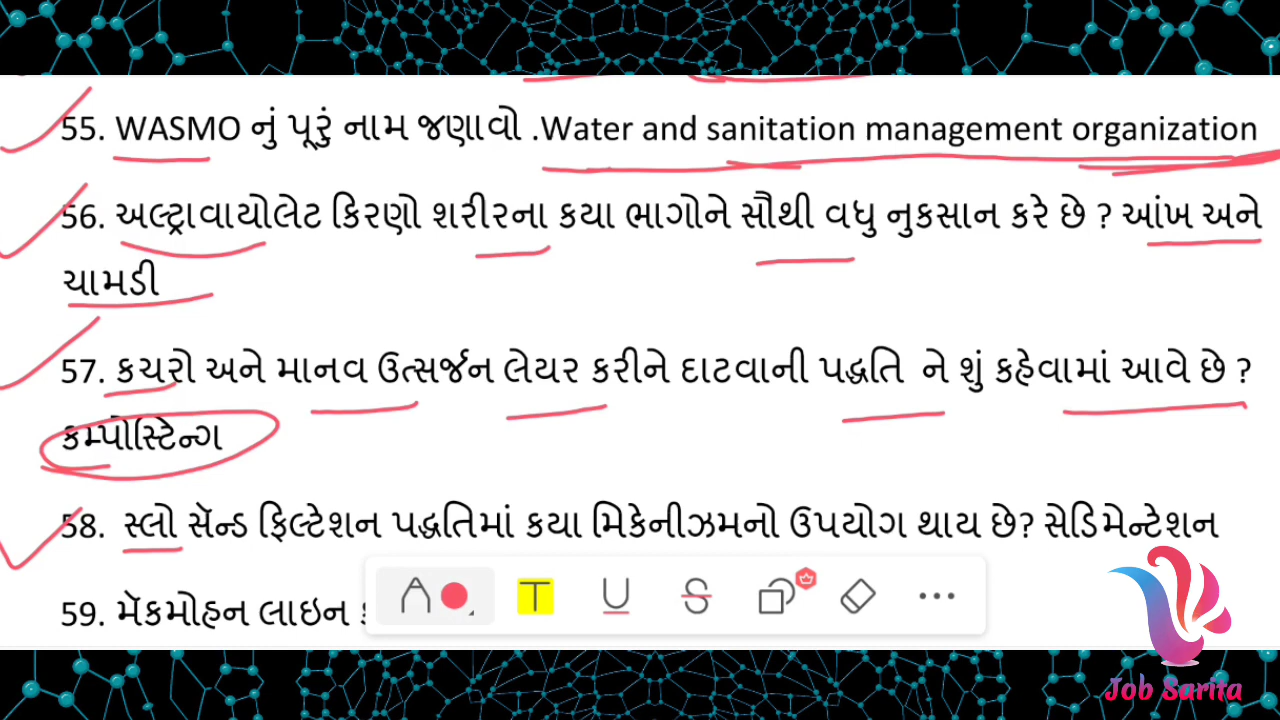 55. WASMO નું પૂરું નામ જણાવો .Water and sanitation management organization
56. અલ્ટ્રાવાયોલેટ કિરણો શરીરના કયા ભાગોને સૌથી વધુ નુકસાન કરે છે ? આંખ અને
ચામડી
57. કચરો અને માનવ ઉત્સર્જન લેયર કરીને દાટવાની પદ્ધતિ ને શું કહેવામાં આવે છે ?
કમ્પોસ્ટિન્ગ
58. સ્લો સૅન્ડ ફિલ્ટેશન પદ્ધતિમાં કયા મિકેનીઝમનો ઉપયોગ થાય છે? સેડિમેન્ટેશન
59. મૅકમોહન લાઇન
Job Sarita